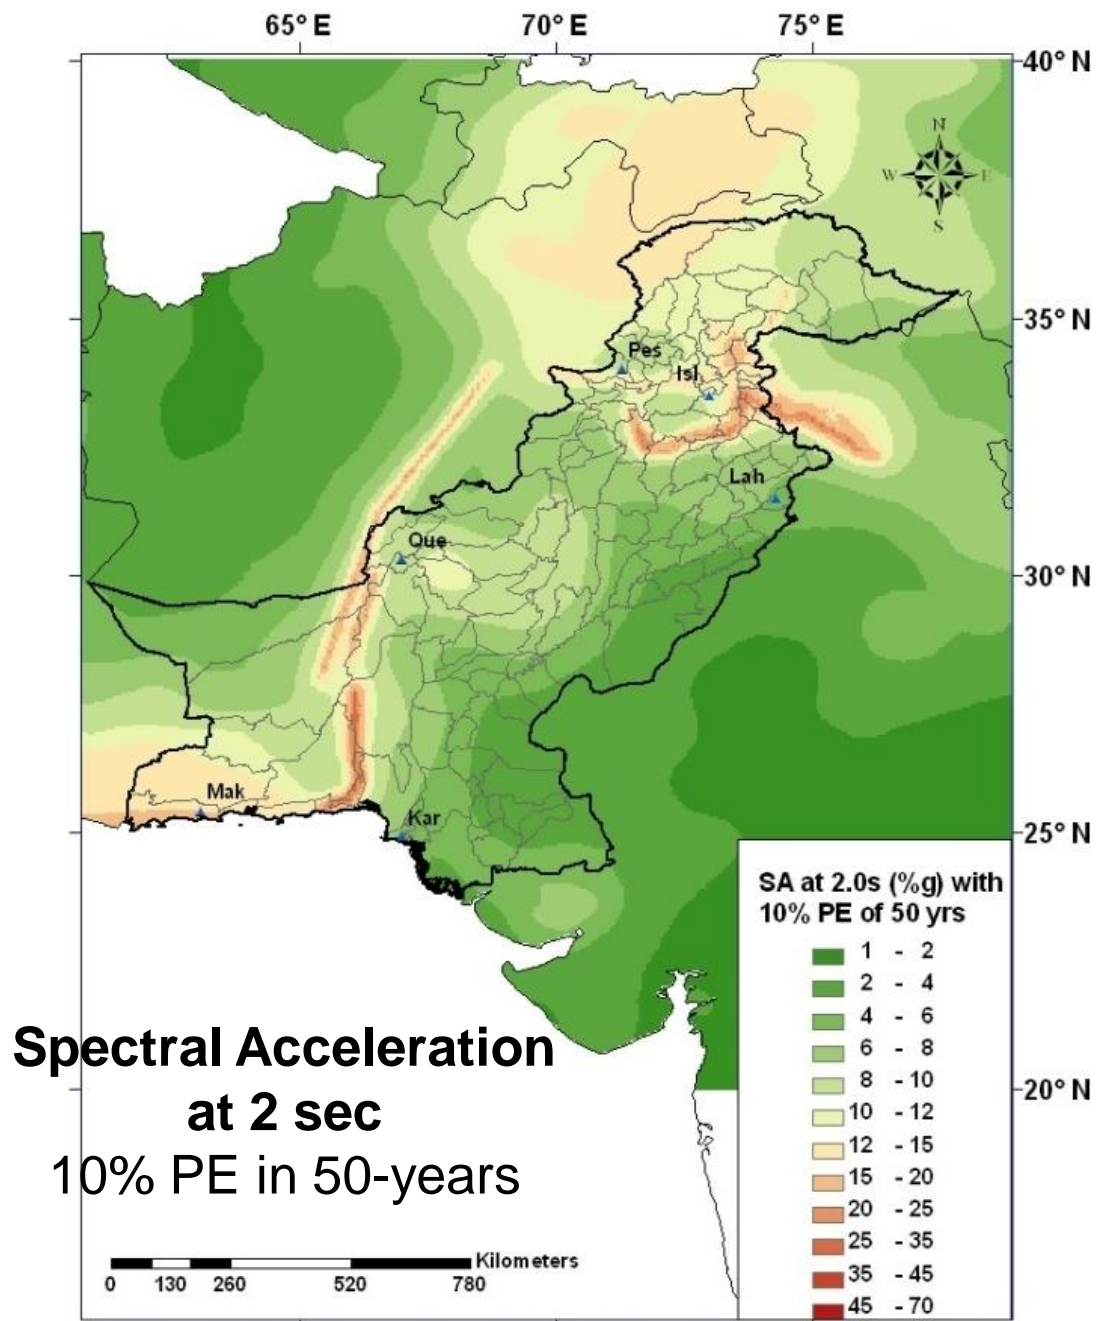 65° E 70° E 75° E
40° N
N
W E
S
35° N
Pes
Isl
Lah
Que
30° N
Mak
Kar
25° N
SA at 2.0s (%g) with
10% PE of 50 yrs
1 - 2
2 - 4
4 - 6
6 - 8
8 - 10
10 - 12
12 - 15
15 - 20
20 - 25
25 - 35
35 - 45
45 - 70
20° N
Spectral Acceleration
at 2 sec
10% PE in 50-years
Kilometers
0 130 260 520 780